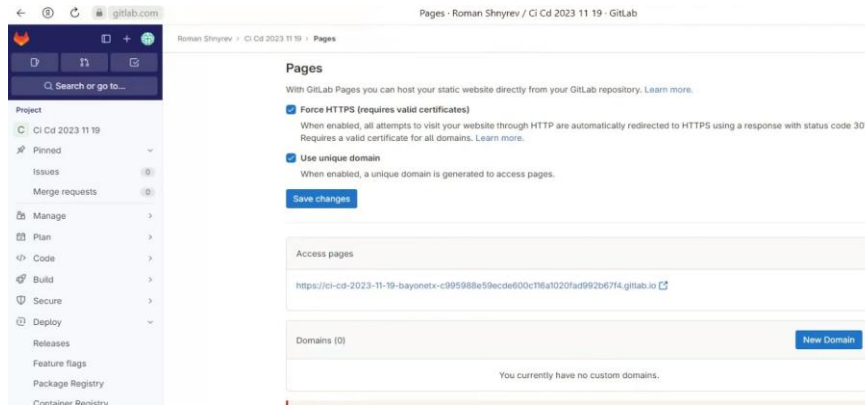 gitlab.com
Pages · Roman Shnyrev / Ci Cd 2023 11 19 · GitLab
Roman Shnyrev > Ci Cd 2023 11 19 > Pages
Search or go to...
Project
C Ci Cd 2023 11 19
Pinned
Issues 0
Merge requests 0
Manage
Plan
Code
Build
Secure
Deploy
Releases
Feature flags
Package Registry
Container Registry
Pages
With GitLab Pages you can host your static website directly from your GitLab repository. Learn more.
Force HTTPS (requires valid certificates)
When enabled, all attempts to visit your website through HTTP are automatically redirected to HTTPS using a response with status code 30
Requires a valid certificate for all domains. Learn more.
Use unique domain
When enabled, a unique domain is generated to access pages.
Save changes
Access pages
https://ci-cd-2023-11-19-bayonetx-c995988e59ecde600c116a1020fad992b67f4.gitlab.io
Domains (0)
New Domain
You currently have no custom domains.